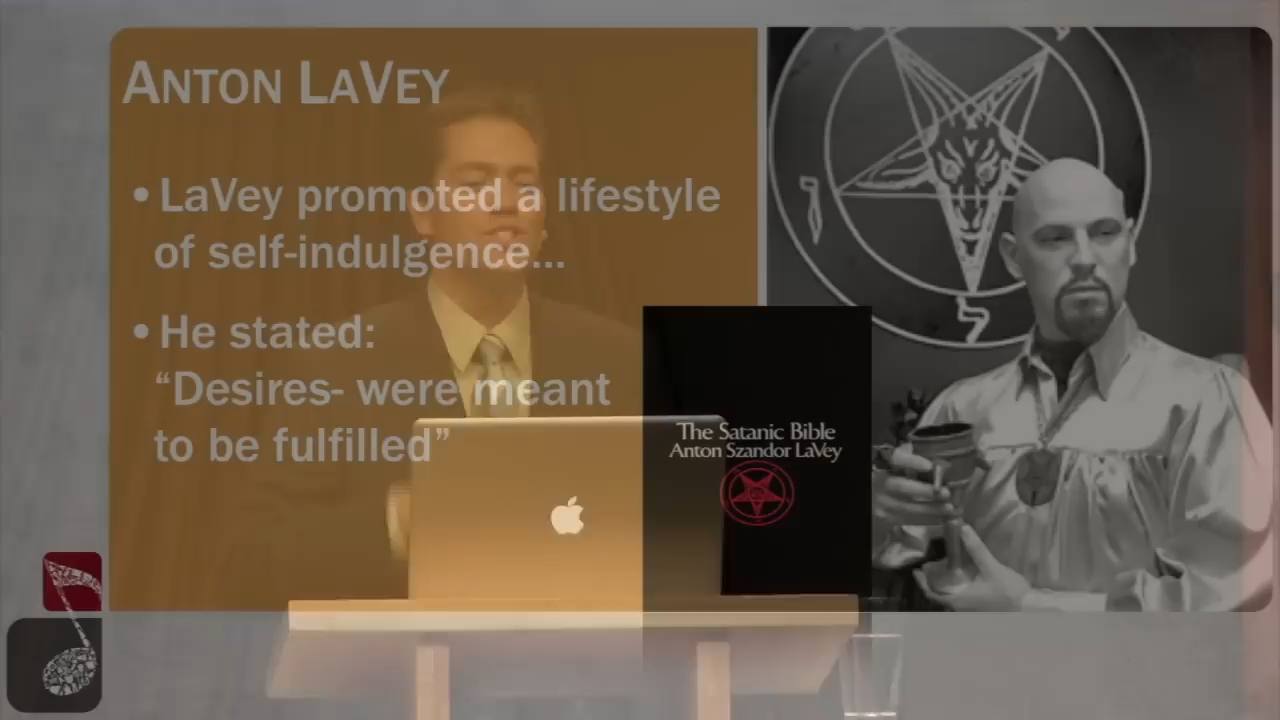 ANTON LAVEY
• LaVey promoted a lifestyle
of self-indulgence...
• He stated:
“Desires- were meant
to be fulfilled”
The Satanic Bible
Anton Szandor LaVey